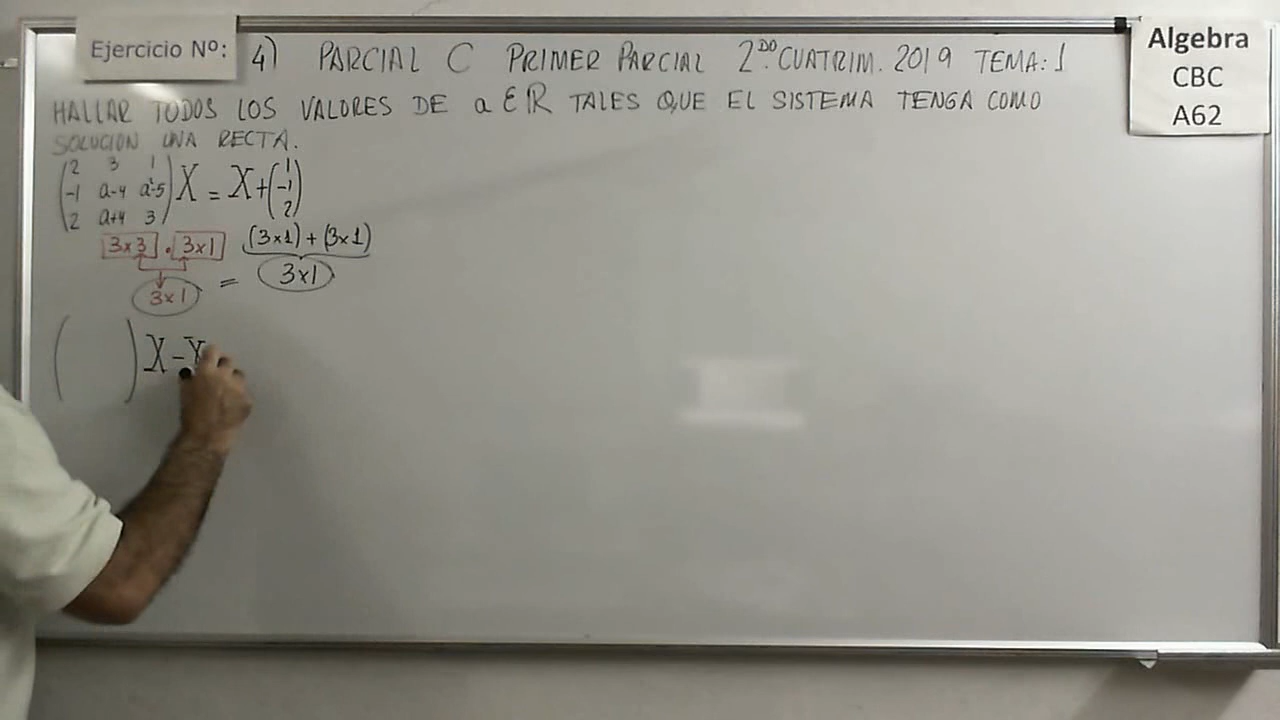 Ejercicio Nº: 4) PARCIAL C PRIMER PARCIAL 2DO. CUATRIM. 2019 TEMA: 1
HALLAR TODOS LOS VALORES DE a ∈ ℝ TALES QUE EL SISTEMA TENGA COMO
SOLUCION UNA RECTA.
(2 3 1
-1 a-4 a²-5
2 a+4 3) X = X + (1
-1
2)
3x3 . 3x1 (3x1) + (3x1)
3x1 = 3x1
( ) X - X
Algebra
CBC
A62